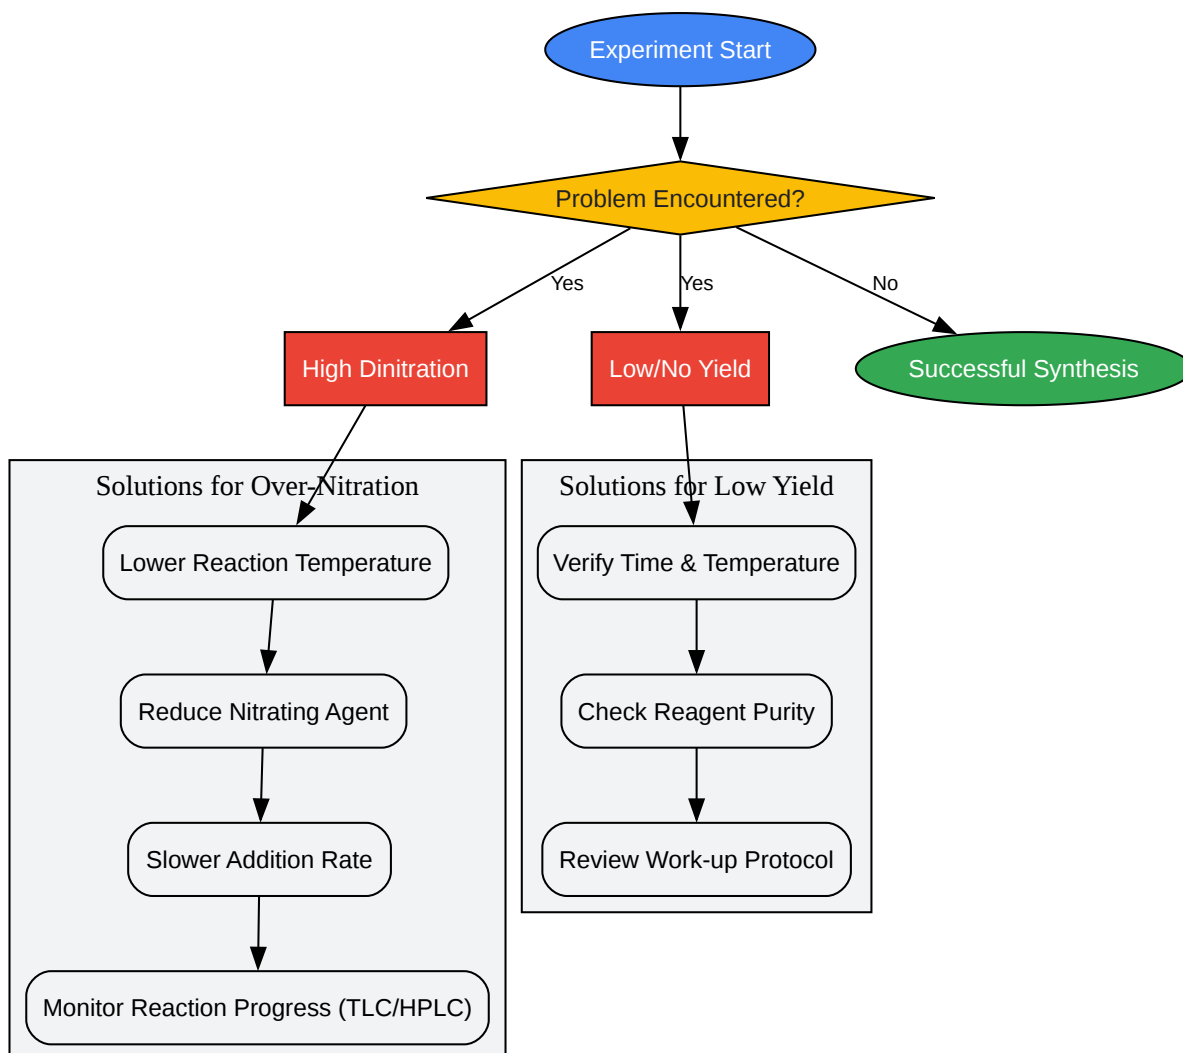 Experiment Start
Problem Encountered?
Yes
Yes
No
High Dinitration
Low/No Yield
Successful Synthesis
Solutions for Over-Nitration
Lower Reaction Temperature
Reduce Nitrating Agent
Slower Addition Rate
Monitor Reaction Progress (TLC/HPLC)
Solutions for Low Yield
Verify Time & Temperature
Check Reagent Purity
Review Work-up Protocol